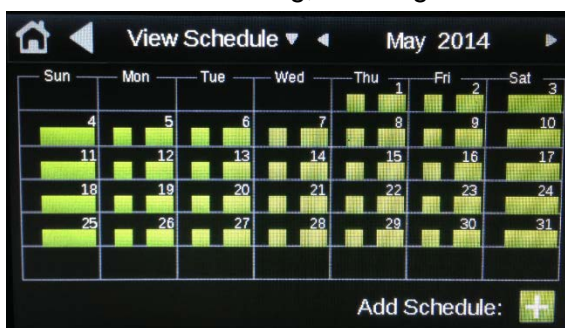 View Schedule ▼ ◀ May 2014 ▶
Sun Mon Tue Wed Thu Fri Sat
1 2 3
4 5 6 7 8 9 10
11 12 13 14 15 16 17
18 19 20 21 22 23 24
25 26 27 28 29 30 31
Add Schedule: +